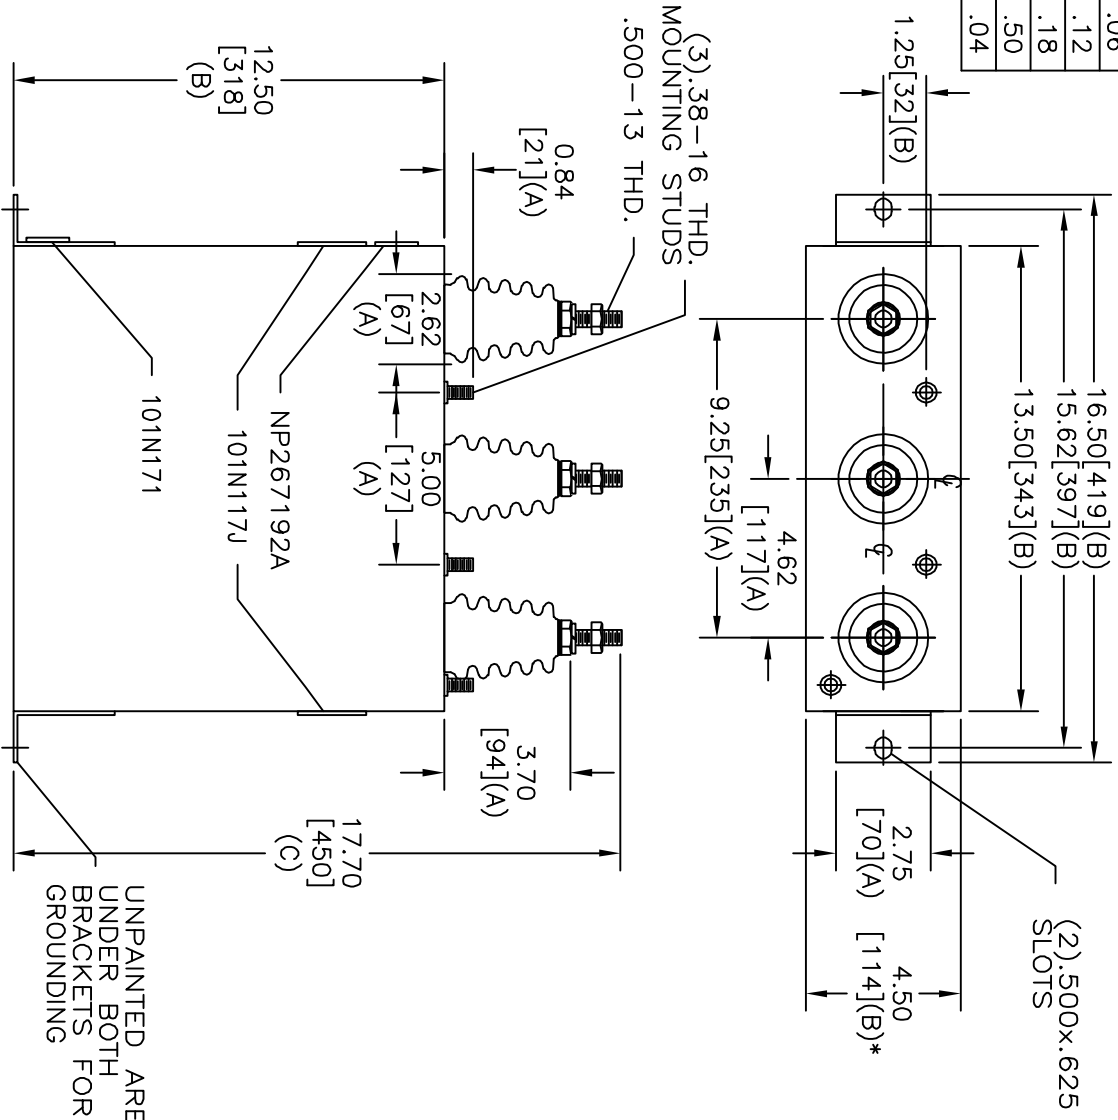 .06
.12
.18
.50
.04
1.25[32](B)
16.50[419](B)
15.62[397](B)
13.50[343](B)
(2).500x.625
SLOTS
2.75
[70](A)
4.50
[114](B)*
4.62
[117](A)
9.25[235](A)
(3).38-16 THD.
MOUNTING STUDS
.500-13 THD.
0.84
[21](A)
12.50
[318]
(B)
2.62
[67]
(A)
5.00
[127]
(A)
3.70
[94](A)
17.70
[450]
(C)
NP267192A
101N117J
101N171
UNPAINTED ARE
UNDER BOTH
BRACKETS FOR
GROUNDING